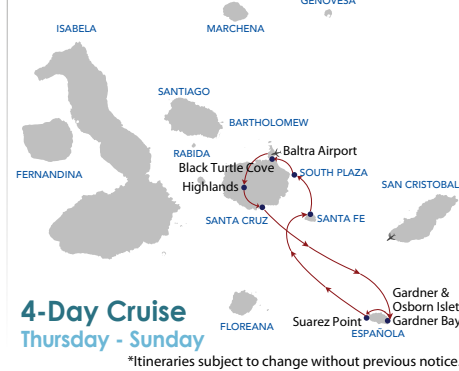 GENOVESA
ISABELA
MARCHENA
SANTIAGO
BARTHOLOMEW
RABIDA
Baltra Airport
Black Turtle Cove
SOUTH PLAZA
FERNANDINA
Highlands
SAN CRISTOBAL
SANTA CRUZ
SANTA FE
Gardner &
Osborn Islet
Gardner Bay
Suarez Point
ESPAÑOLA
FLOREANA
4-Day Cruise
Thursday - Sunday
*Itineraries subject to change without previous notice